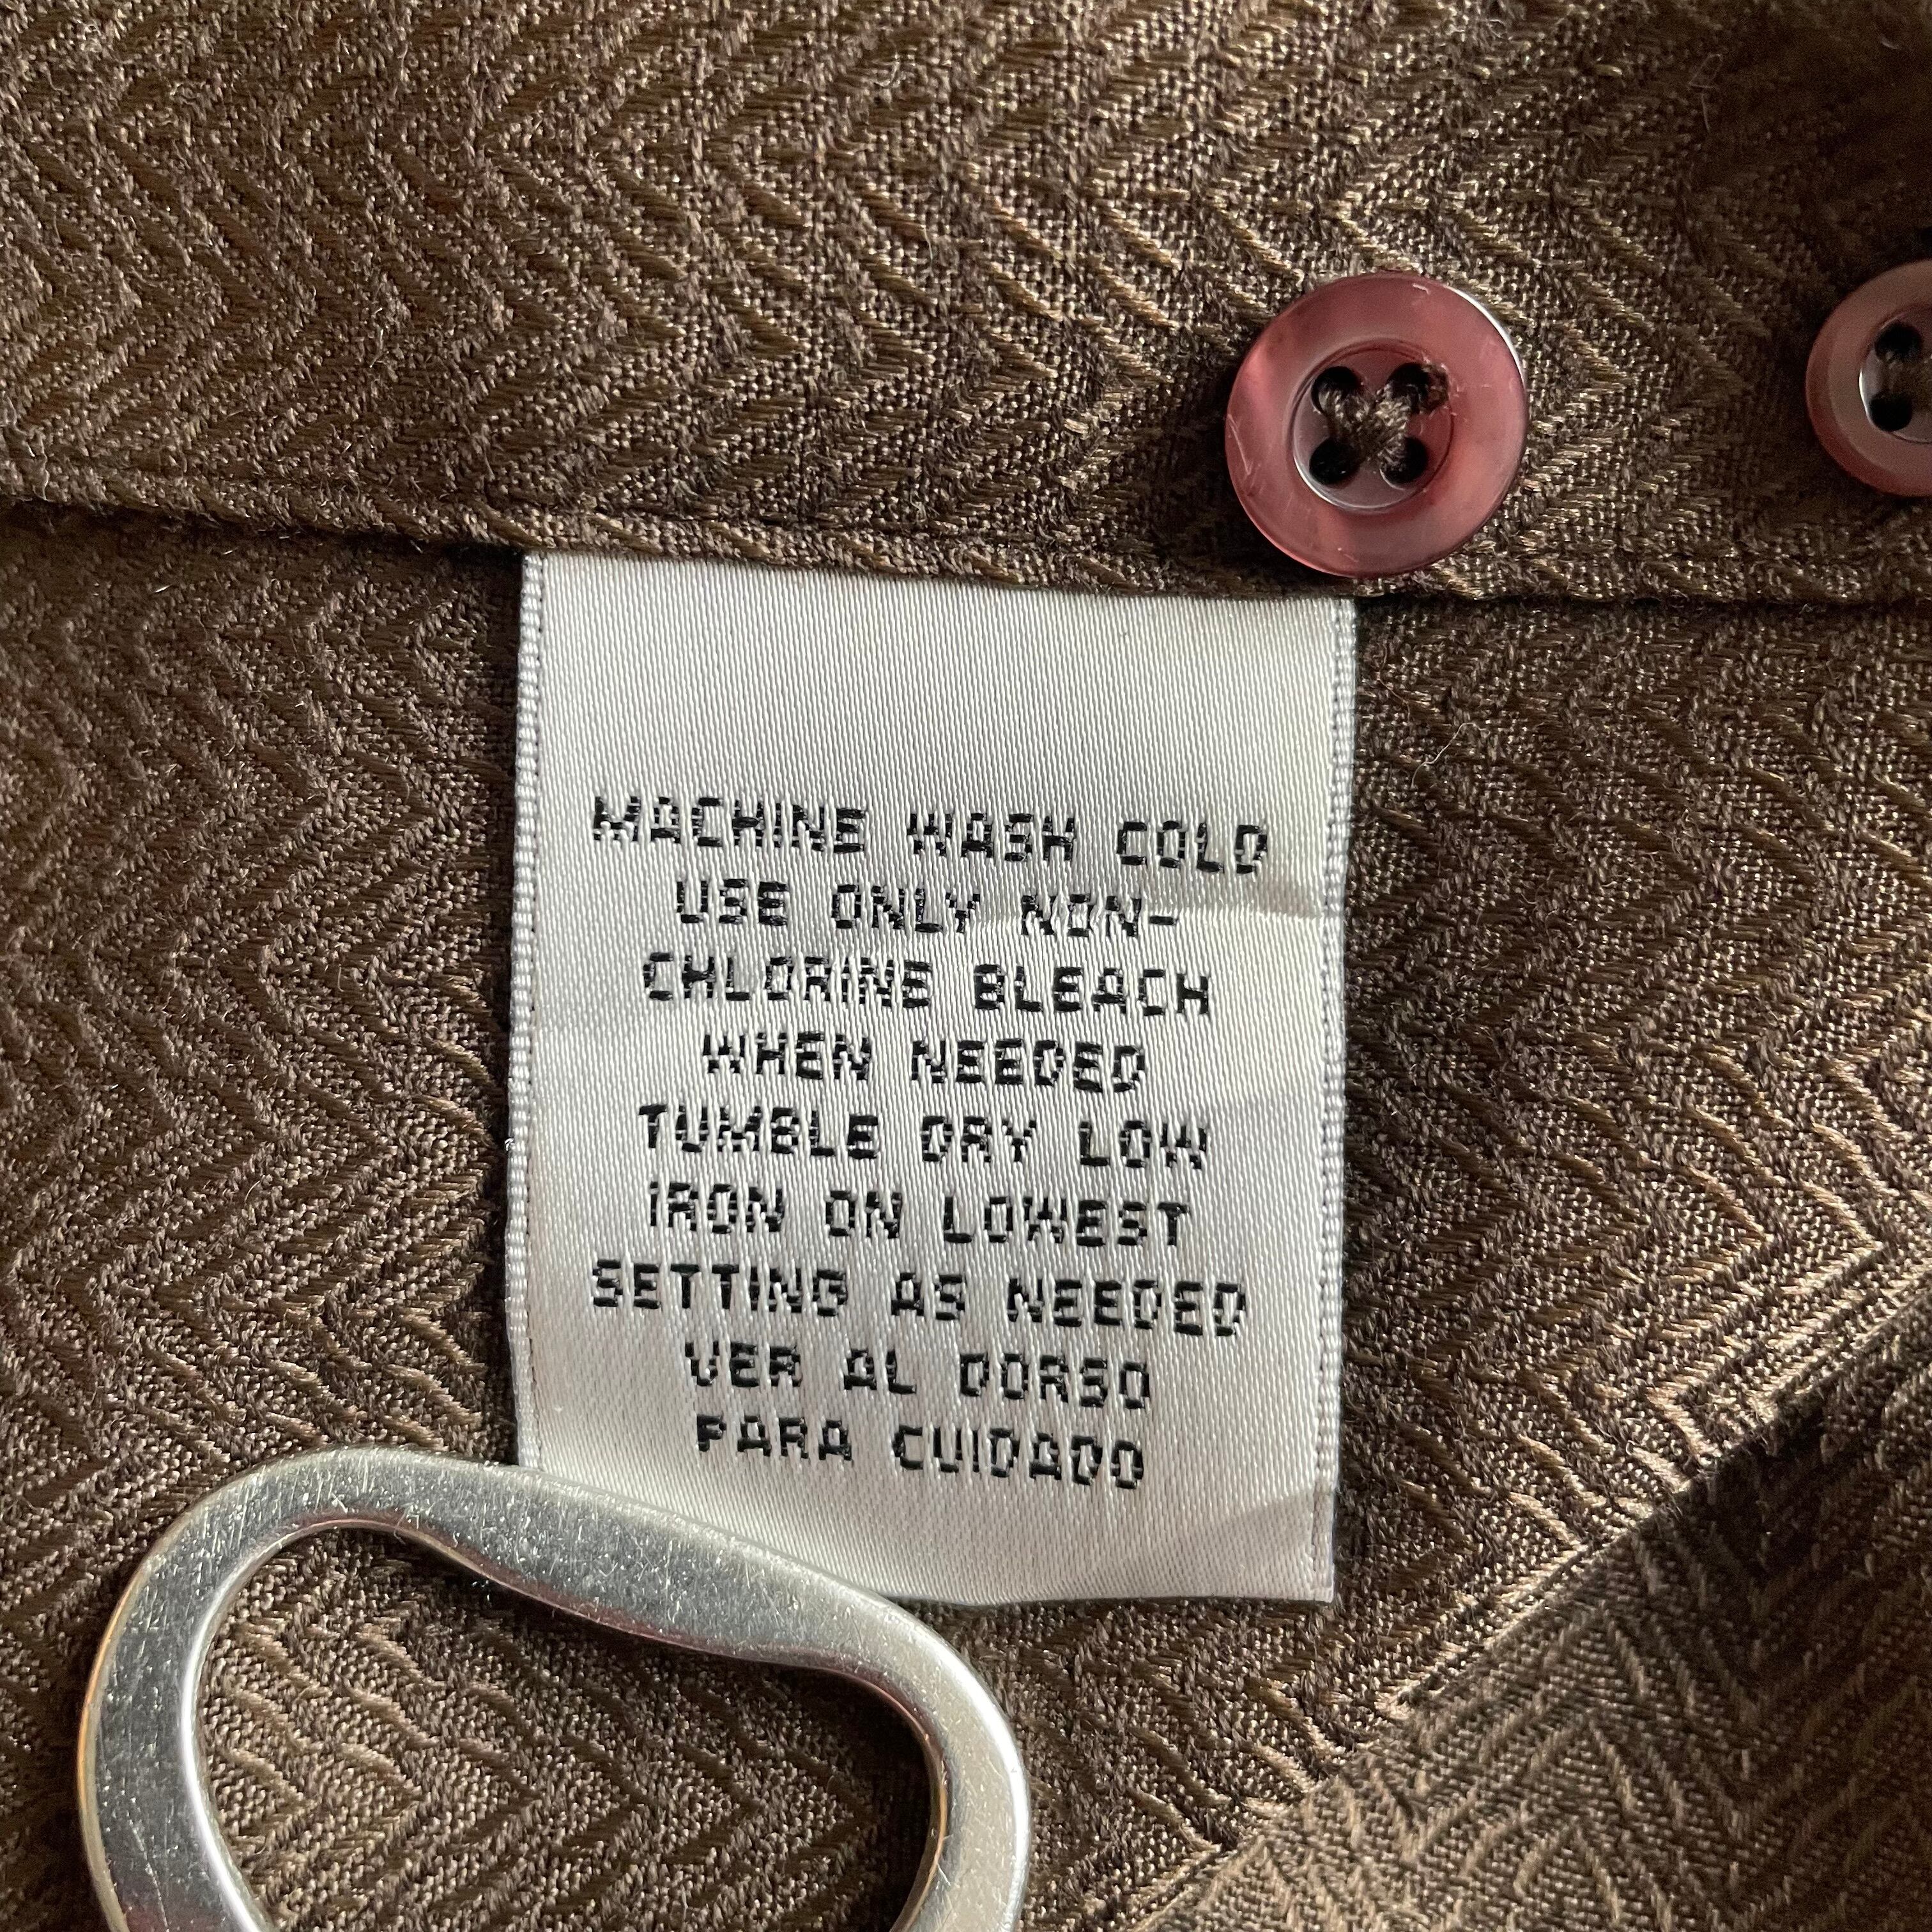 MACHINE WASH COLD
USE ONLY NON-
CHLORINE BLEACH
WHEN NEEDED
TUMBLE DRY LOW
IRON ON LOWEST
SETTING AS NEEDED
VER AL DORSO
PARA CUIDADO